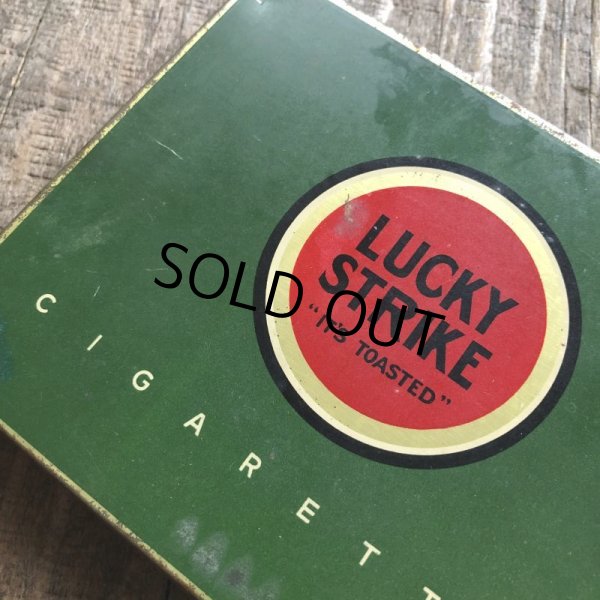 LUCKY
STRIKE
"IT'S TOASTED"
SOLD OUT
CIGARETT